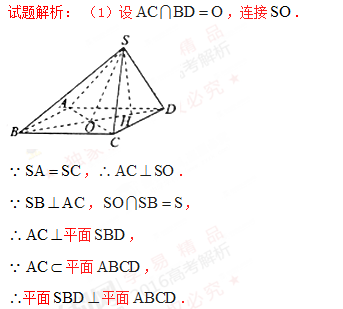 试题解析：（1）设AC∩BD=O，连接SO．
S
A
D
B
O
H
C
∵SA=SC，∴AC⊥SO．
∵SB⊥AC，SO∩SB=S，
∴AC⊥平面SBD，
∵AC⊂平面ABCD，
∴平面SBD⊥平面ABCD．